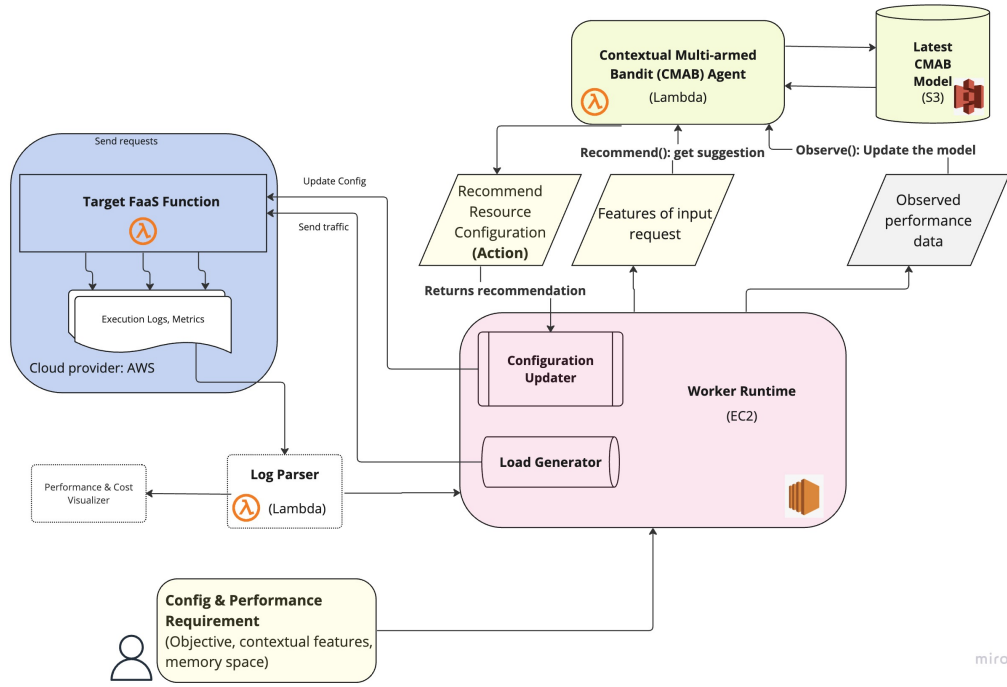 Contextual Multi-armed
Bandit (CMAB) Agent
(Lambda)
Latest
CMAB
Model
(S3)
Send requests
Target FaaS Function
Update Config
Send traffic
Execution Logs, Metrics
Cloud provider: AWS
Recommend(): get suggestion
Observe(): Update the model
Recommend
Resource
Configuration
(Action)
Features of input
request
Observed
performance
data
Returns recommendation
Configuration
Updater
Worker Runtime
(EC2)
Load Generator
Log Parser
(Lambda)
Performance & Cost
Visualizer
Config & Performance
Requirement
(Objective, contextual features,
memory space)
miro